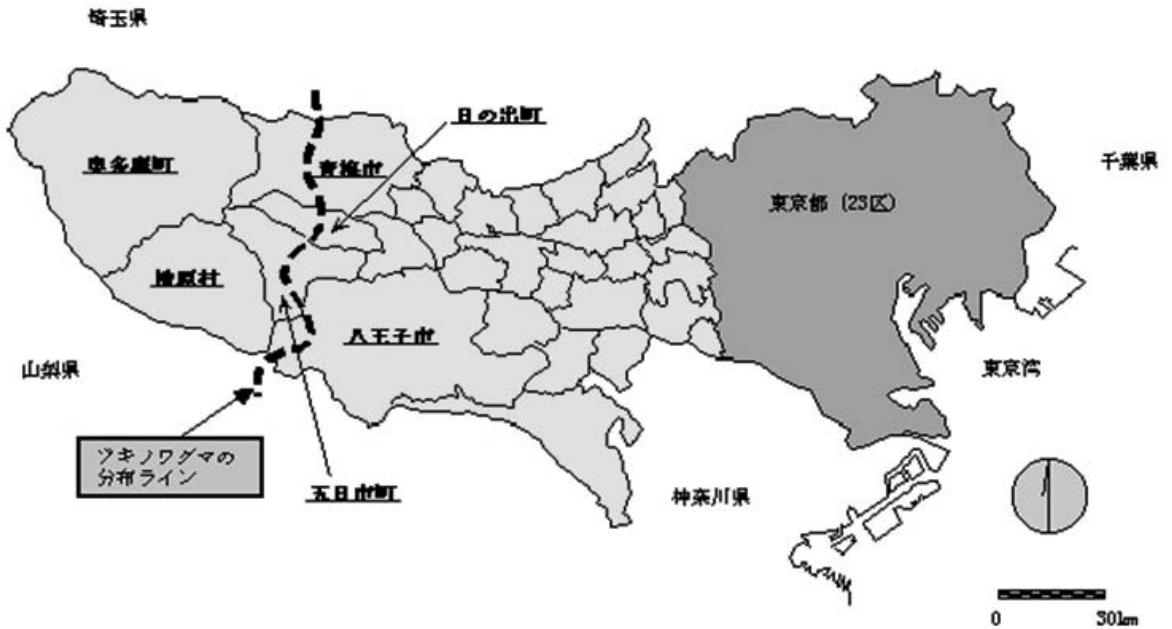 埼玉県
日の出町
奥多摩町
青梅市
千葉県
東京都 (23区)
檜原村
八王子市
山梨県
東京湾
ツキノワグマの
分布ライン
五日市町
神奈川県
0
30km